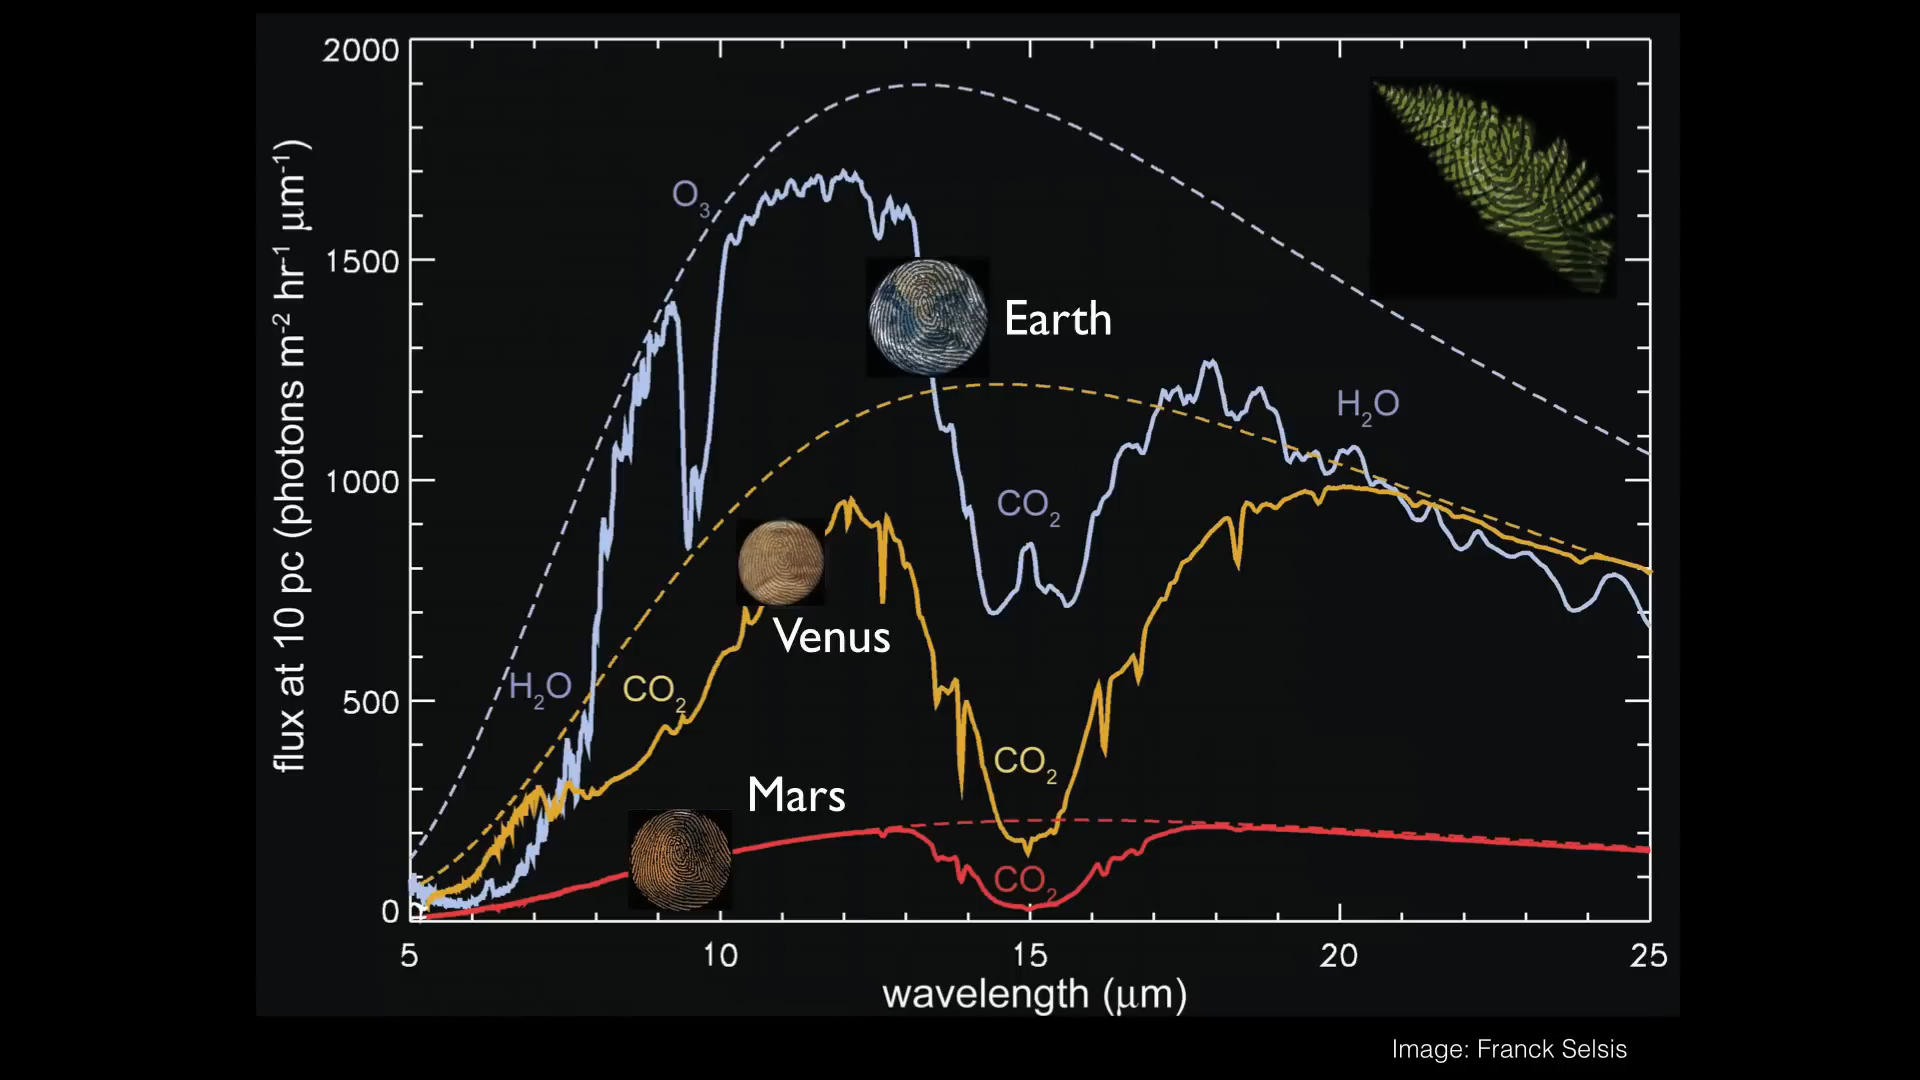 2000
1500
1000
500
0
flux at 10 pc (photons m⁻² hr⁻¹ μm⁻¹)
O₃
Earth
H₂O
CO₂
Venus
H₂O
CO₂
CO₂
Mars
CO₂
5 10 15 20 25
wavelength (μm)
Image: Franck Selsis